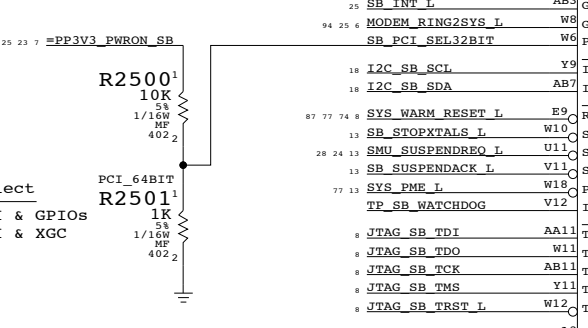 25 SB_INT_L AB3
94 25 6 MODEM_RING2SYS_L W8
25 23 7 =PP3V3_PWRON_SB
SB_PCI_SEL32BIT W6
18 I2C_SB_SCL Y9
18 I2C_SB_SDA AB7
R2500 1
10K
5%
1/16W
MF
402 2
87 77 74 8 SYS_WARM_RESET_L E9
13 SB_STOPXTALS_L W10
28 24 13 SMU_SUSPENDREQ_L U11
13 SB_SUSPENDACK_L V11
77 13 SYS_PME_L W18
TP_SB_WATCHDOG V12
PCI_64BIT
R2501 1
1K
5%
1/16W
MF
402 2
lect
I & GPIOs
I & XGC
8 JTAG_SB_TDI AA11
8 JTAG_SB_TDO W11
8 JTAG_SB_TCK AB11
8 JTAG_SB_TMS Y11
8 JTAG_SB_TRST_L W12